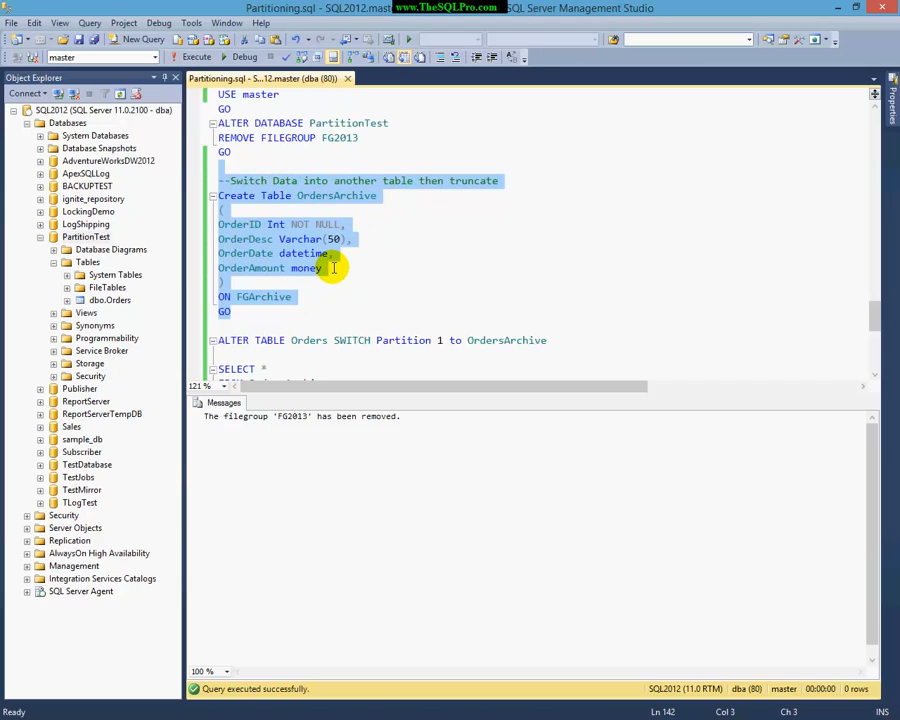 Partitioning.sql - SQL2012.mas
www.TheSQLPro.com
SQL Server Management Studio
File Edit View Query Project Debug Tools Window Help
New Query
master
Execute
Debug
Object Explorer
Partitioning.sql - S...12.master (dba (80))
Properties
Connect
SQL2012 (SQL Server 11.0.2100 - dba)
Databases
System Databases
Database Snapshots
AdventureWorksDW2012
ApexSQLLog
BACKUPTEST
ignite_repository
LockingDemo
LogShipping
PartitionTest
Database Diagrams
Tables
System Tables
FileTables
dbo.Orders
Views
Synonyms
Programmability
Service Broker
Storage
Security
Publisher
ReportServer
ReportServerTempDB
Sales
sample_db
Subscriber
TestDatabase
TestJobs
TestMirror
TLogTest
Security
Server Objects
Replication
AlwaysOn High Availability
Management
Integration Services Catalogs
SQL Server Agent
USE master
GO
ALTER DATABASE PartitionTest
REMOVE FILEGROUP FG2013
GO
--Switch Data into another table then truncate
Create Table OrdersArchive
(
OrderID Int NOT NULL,
OrderDesc Varchar(50),
OrderDate datetime,
OrderAmount money
)
ON FGArchive
GO
ALTER TABLE Orders SWITCH Partition 1 to OrdersArchive
SELECT *
121 %
Messages
The filegroup 'FG2013' has been removed.
100 %
Query executed successfully.
SQL2012 (11.0 RTM) dba (80) master 00:00:00 0 rows
Ready
Ln 142 Col 3 Ch 3 INS